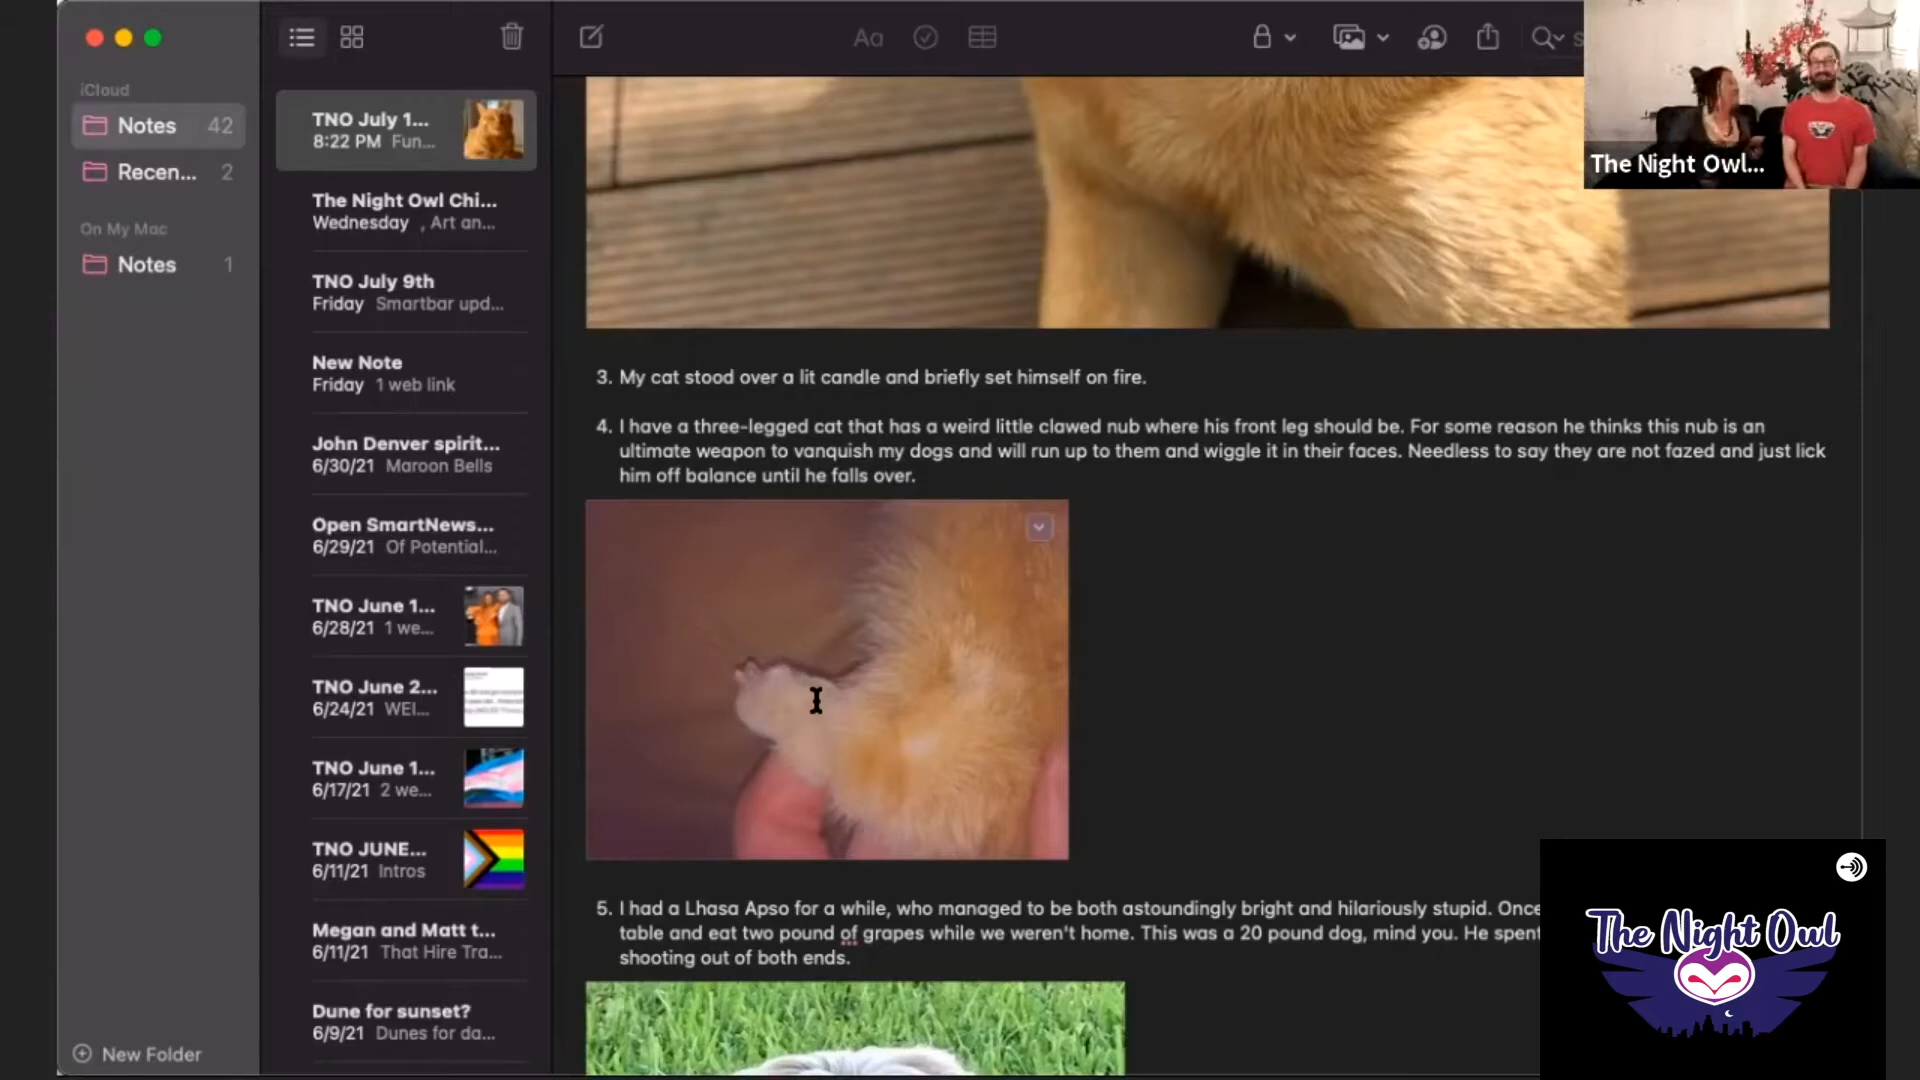 iCloud
Notes 42
Recen... 2
On My Mac
Notes 1
New Folder
TNO July 1...
8:22 PM Fun...
The Night Owl Chi...
Wednesday , Art an...
TNO July 9th
Friday Smartbar upd...
New Note
Friday 1 web link
John Denver spirit...
6/30/21 Maroon Bells
Open SmartNews...
6/29/21 Of Potential...
TNO June 1...
6/28/21 1 we...
TNO June 2...
6/24/21 WEI...
TNO June 1...
6/17/21 2 we...
TNO JUNE...
6/11/21 Intros
Megan and Matt t...
6/11/21 That Hire Tra...
Dune for sunset?
6/9/21 Dunes for da...
Aa
3. My cat stood over a lit candle and briefly set himself on fire.
4. I have a three-legged cat that has a weird little clawed nub where his front leg should be. For some reason he thinks this nub is an
ultimate weapon to vanquish my dogs and will run up to them and wiggle it in their faces. Needless to say they are not fazed and just lick
him off balance until he falls over.
5. I had a Lhasa Apso for a while, who managed to be both astoundingly bright and hilariously stupid. Once
table and eat two pound of grapes while we weren't home. This was a 20 pound dog, mind you. He spent
shooting out of both ends.
The Night Owl...
The Night Owl